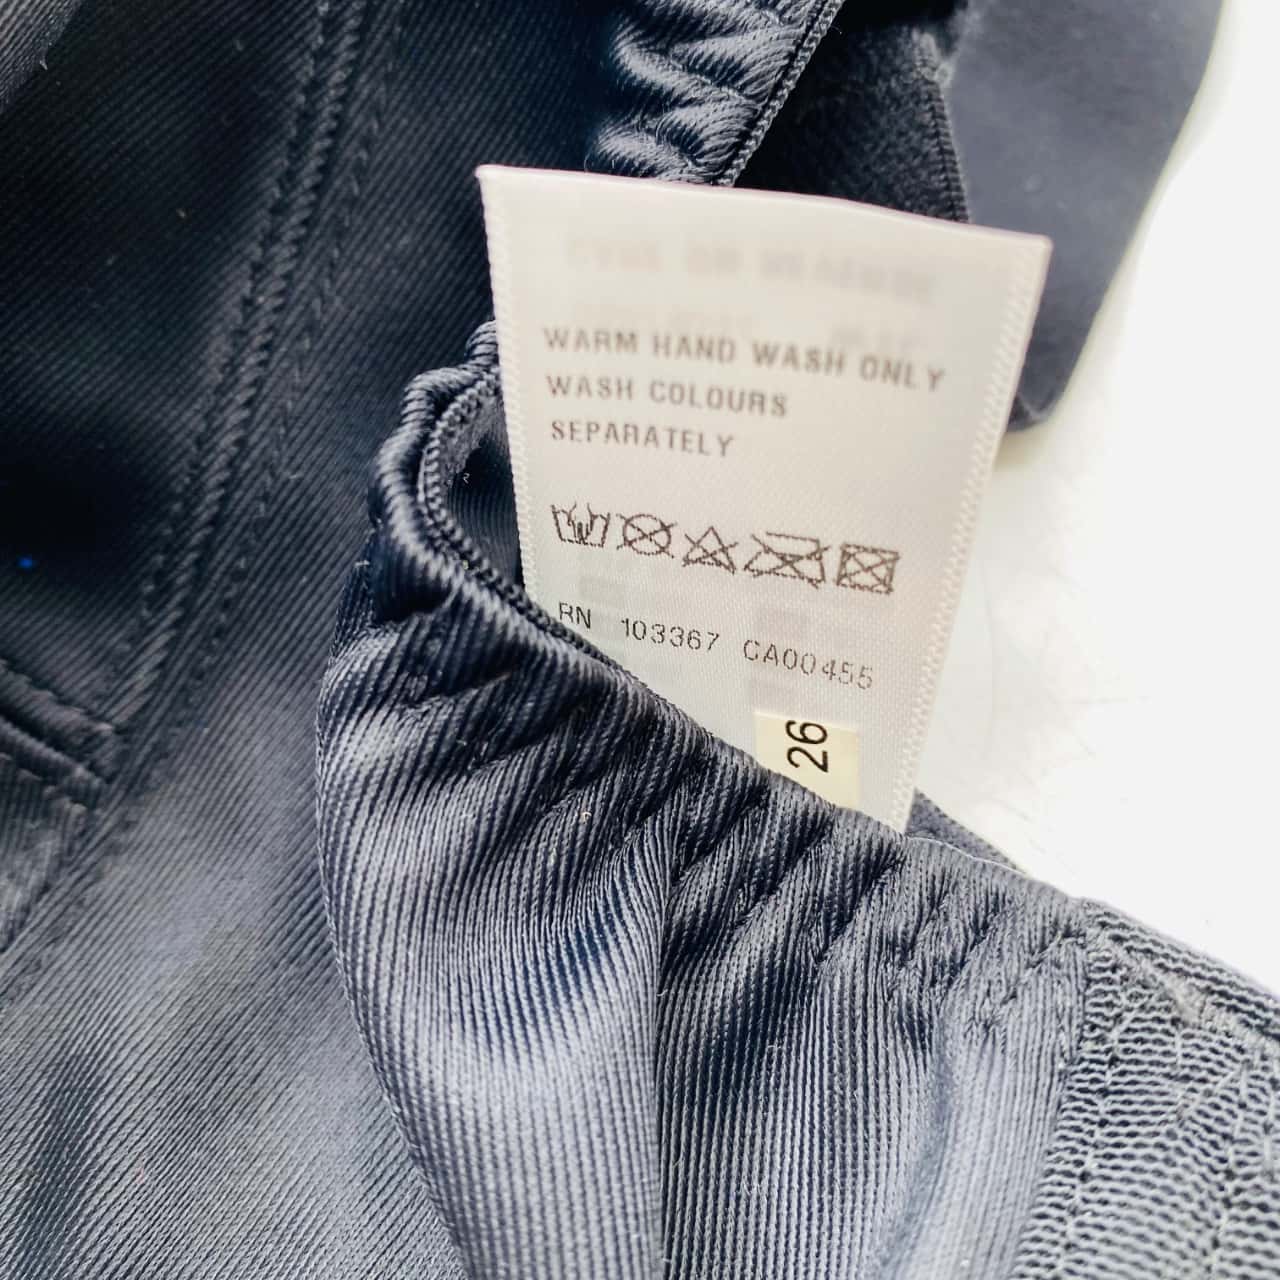 WARM HAND WASH ONLY
WASH COLOURS
SEPARATELY
RN 103367 CA00455
26